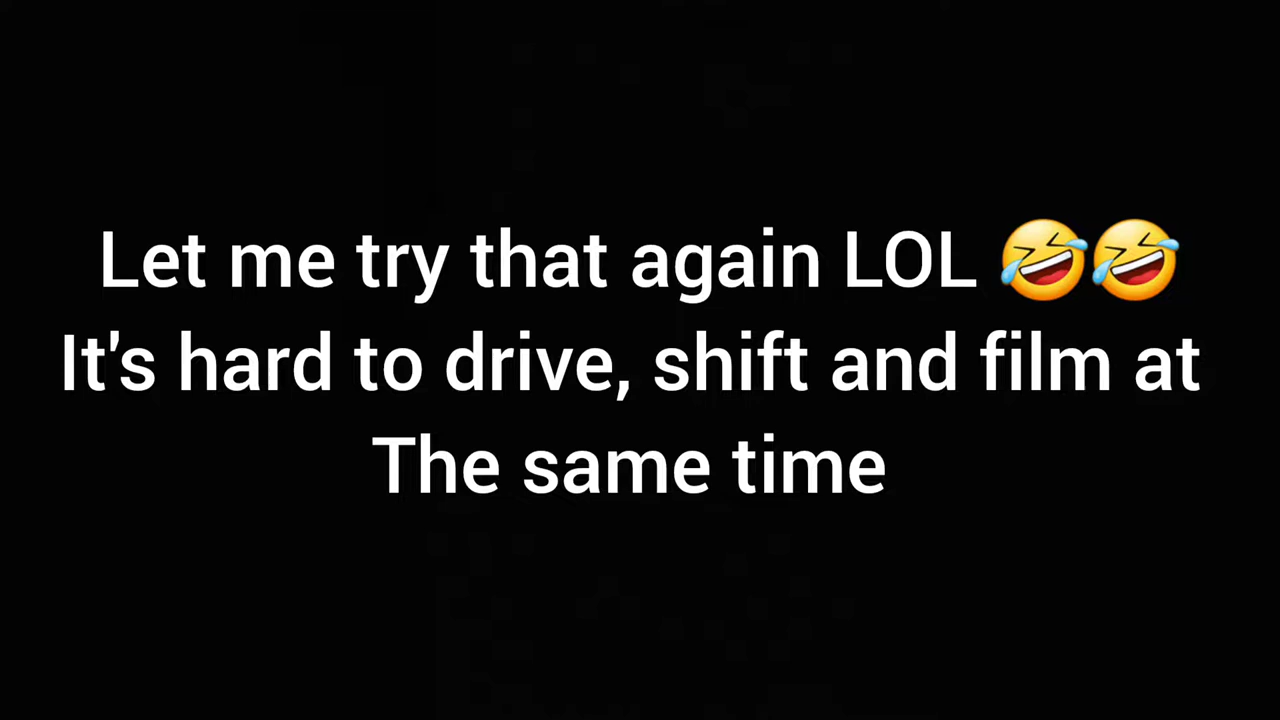 Let me try that again LOL 🤣🤣
It's hard to drive, shift and film at
The same time